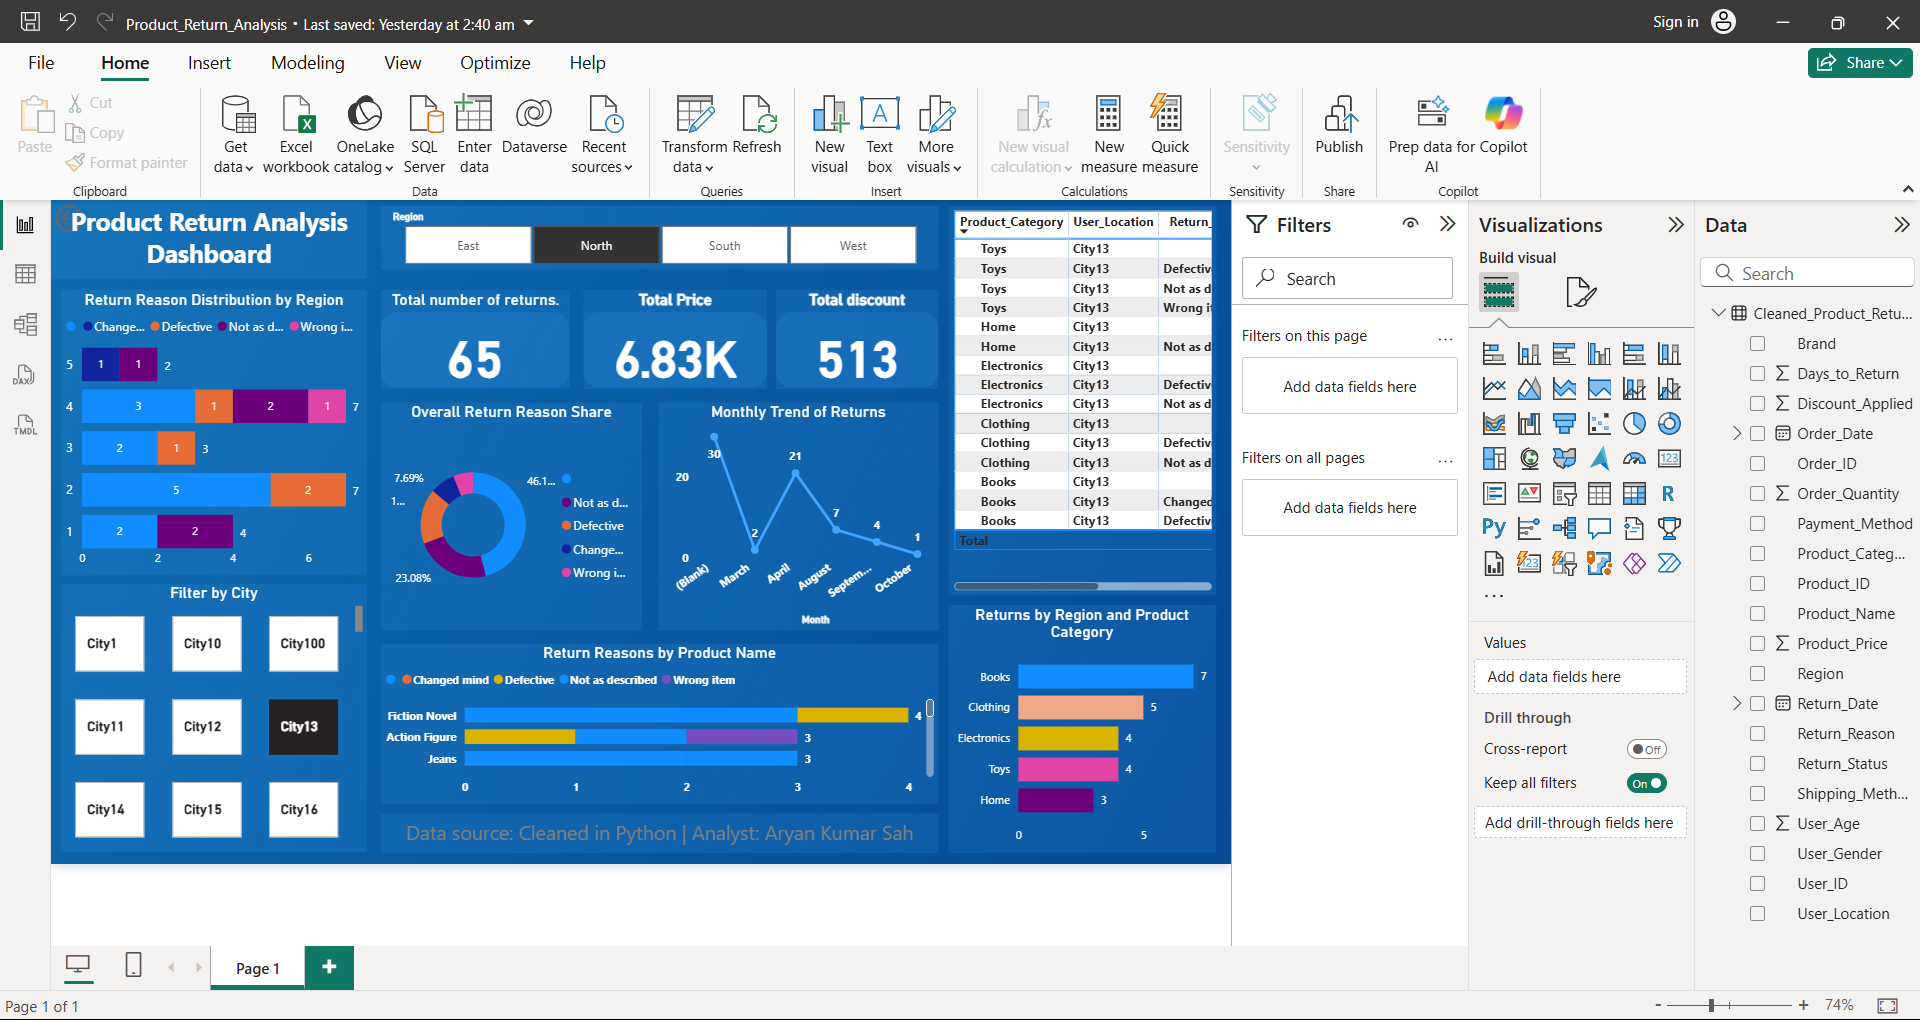 Product_Return_Analysis • Last saved: Yesterday at 2:40 am
Sign in
File
Home
Insert
Modeling
View
Optimize
Help
Share
Paste
Cut
Copy
Format painter
Clipboard
Get data
Excel workbook
OneLake catalog
SQL Server
Enter data
Dataverse
Recent sources
Data
Transform data
Refresh
Queries
New visual
Text box
More visuals
Insert
New visual calculation
New measure
Quick measure
Calculations
Sensitivity
Sensitivity
Publish
Share
Prep data for AI
Copilot
Copilot
DAX
TMDL
Product Return Analysis
Dashboard
Return Reason Distribution by Region
Change... Defective Not as d... Wrong i...
5 1 1 2
4 3 1 2 1 7
3 2 1 3
2 5 2 7
1 2 2 4
0 2 4 6
Filter by City
City1 City10 City100
City11 City12 City13
City14 City15 City16
Region
East North South West
Total number of returns.
65
Total Price
6.83K
Total discount
513
Overall Return Reason Share
7.69%
1...
23.08%
46.1...
Not as d...
Defective
Change...
Wrong i...
Monthly Trend of Returns
20
0
30
2
21
7
4
1
(Blank)
March
April
August
Septem...
October
Month
Return Reasons by Product Name
Changed mind Defective Not as described Wrong item
Fiction Novel 4
Action Figure 3
Jeans 3
0 1 2 3 4
Data source: Cleaned in Python | Analyst: Aryan Kumar Sah
Product_Category User_Location Return_
Toys City13
Toys City13 Defectiv
Toys City13 Not as d
Toys City13 Wrong it
Home City13
Home City13 Not as d
Electronics City13
Electronics City13 Defectiv
Electronics City13 Not as d
Clothing City13
Clothing City13 Defectiv
Clothing City13 Not as d
Books City13
Books City13 Changed
Books City13 Defectiv
Total
Returns by Region and Product
Category
Books 7
Clothing 5
Electronics 4
Toys 4
Home 3
0 5
Filters
Search
Filters on this page
...
Add data fields here
Filters on all pages
...
Add data fields here
Visualizations
Build visual
123
R
Py
123
...
Values
Add data fields here
Drill through
Cross-report
Off
Keep all filters
On
Add drill-through fields here
Data
Search
Cleaned_Product_Retu...
Brand
Days_to_Return
Discount_Applied
Order_Date
Order_ID
Order_Quantity
Payment_Method
Product_Categ...
Product_ID
Product_Name
Product_Price
Region
Return_Date
Return_Reason
Return_Status
Shipping_Meth...
User_Age
User_Gender
User_ID
User_Location
Page 1
Page 1 of 1
- + 74%